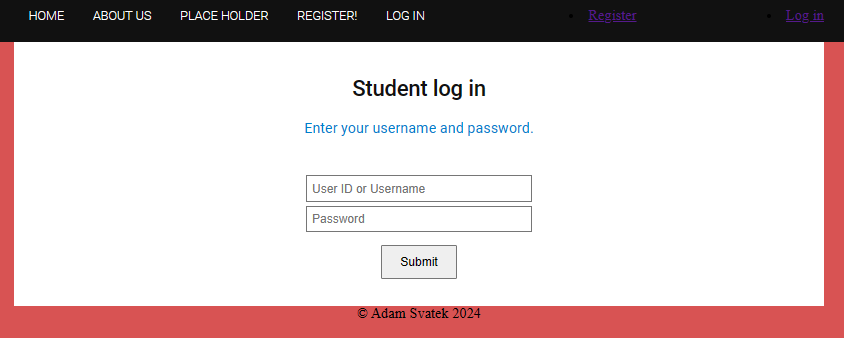 HOME ABOUT US PLACE HOLDER REGISTER! LOG IN • Register • Log in
Student log in
Enter your username and password.
User ID or Username
Password
Submit
© Adam Svatek 2024